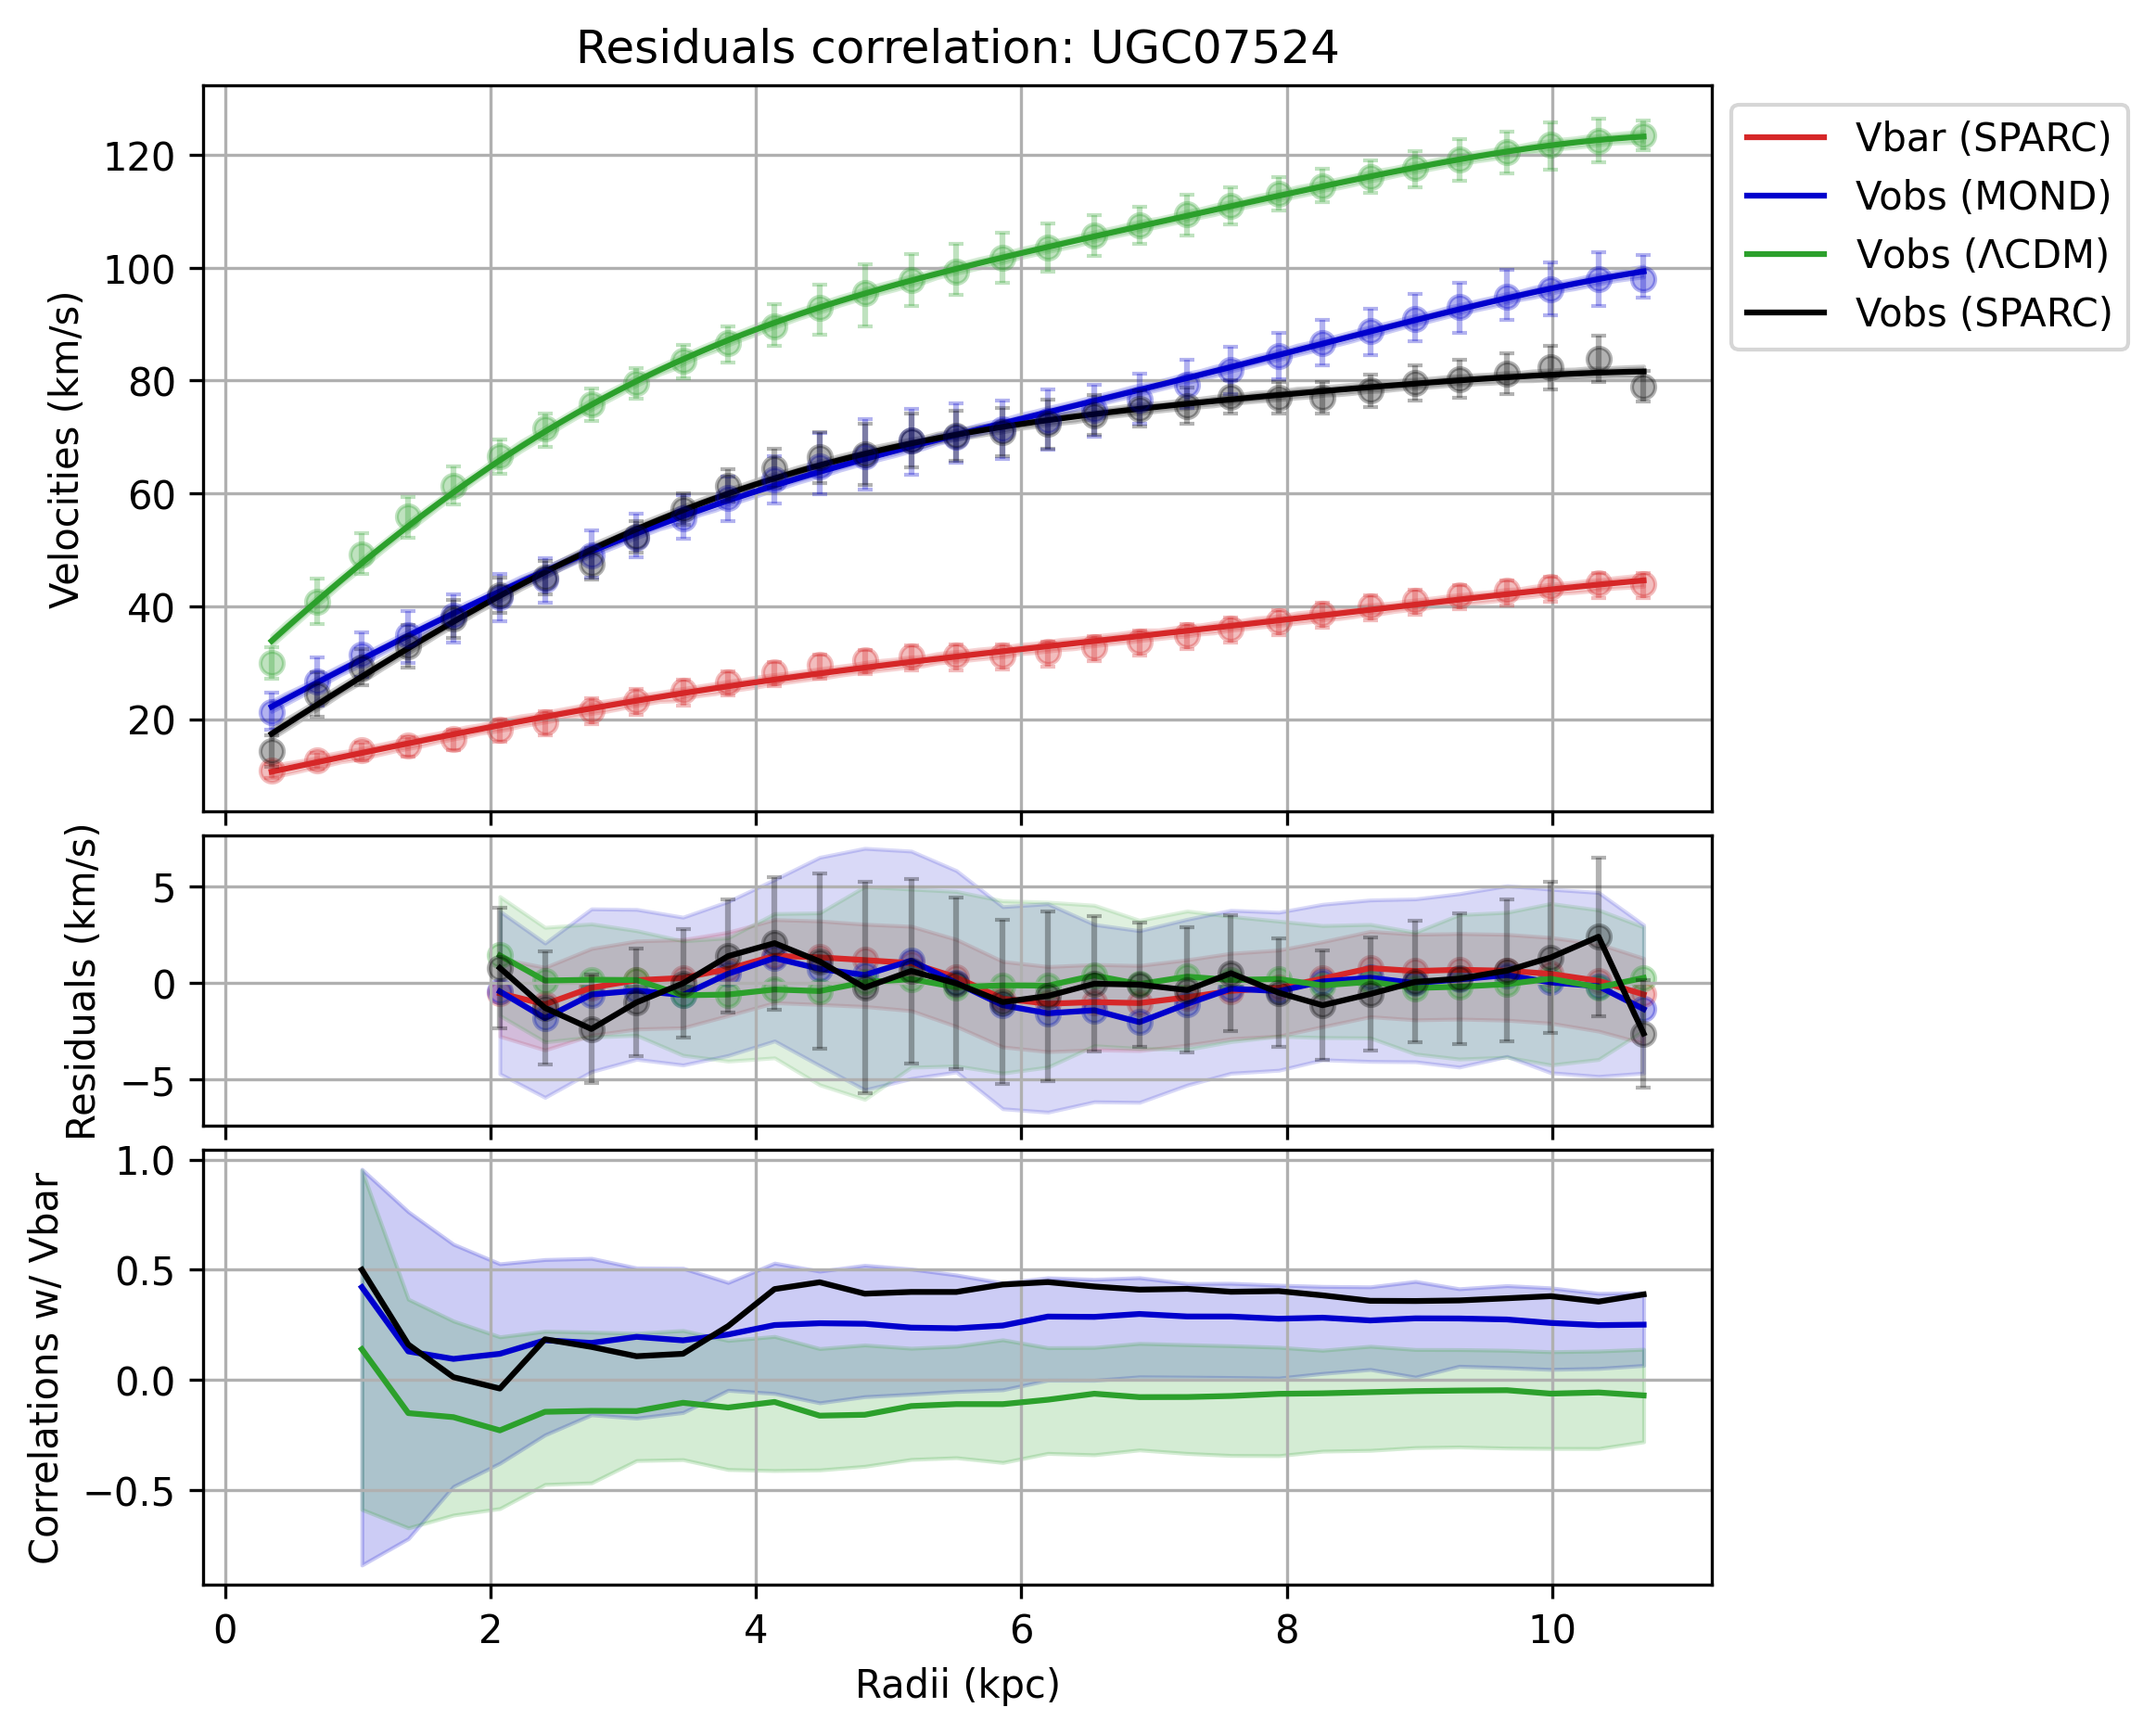 Residuals correlation: UGC07524
Velocities (km/s)
120
100
80
60
40
20
Vbar (SPARC)
Vobs (MOND)
Vobs (ΛCDM)
Vobs (SPARC)
Residuals (km/s)
5
0
−5
Correlations w/ Vbar
1.0
0.5
0.0
−0.5
0 2 4 6 8 10
Radii (kpc)